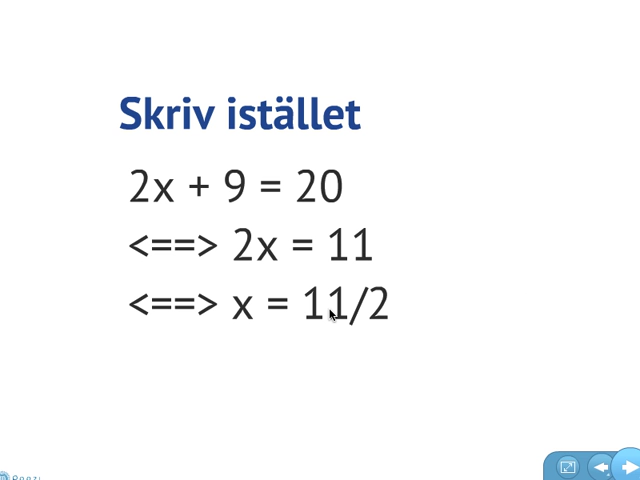 Skriv istället
2x + 9 = 20
<==> 2x = 11
<==> x = 11/2